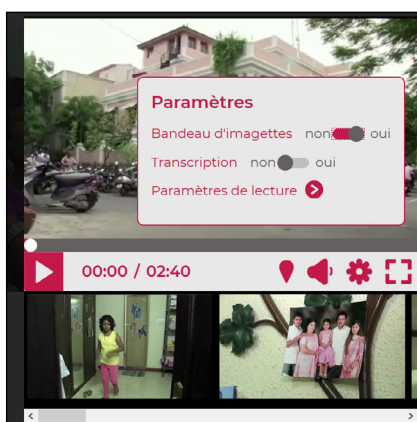 Paramètres
Bandeau d'imagettes non oui
Transcription non oui
Paramètres de lecture
00:00 / 02:40